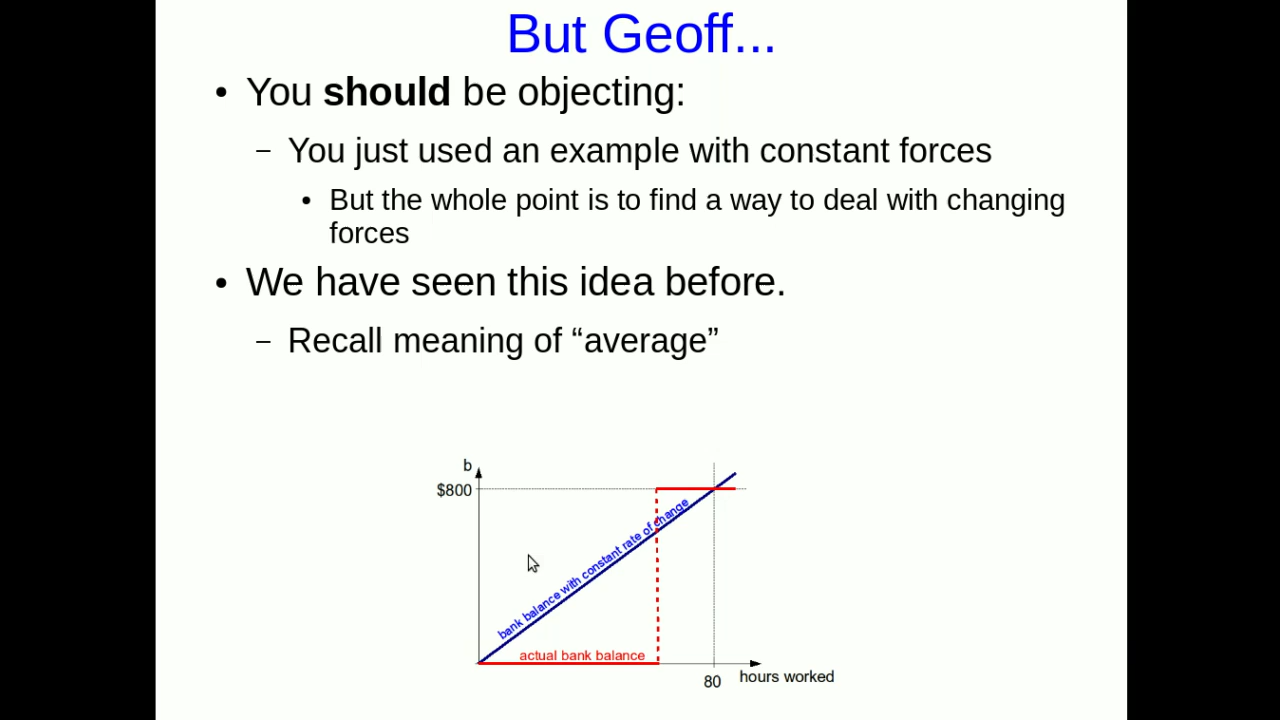 But Geoff...
• You should be objecting:
– You just used an example with constant forces
• But the whole point is to find a way to deal with changing
forces
• We have seen this idea before.
– Recall meaning of “average”
b
$800
bank balance with constant rate of change
actual bank balance
80
hours worked